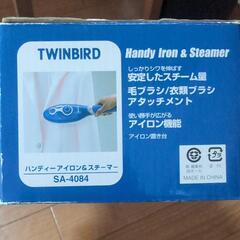 TWINBIRD
Handy Iron & Steamer
しっかりシワを伸ばす
安定したスチーム量
毛ブラシ/衣類ブラシ
アタッチメント
使い勝手が広がる
アイロン機能
アイロン置き台
ハンディーアイロン&スチーマー
SA-4084
MADE IN CHINA